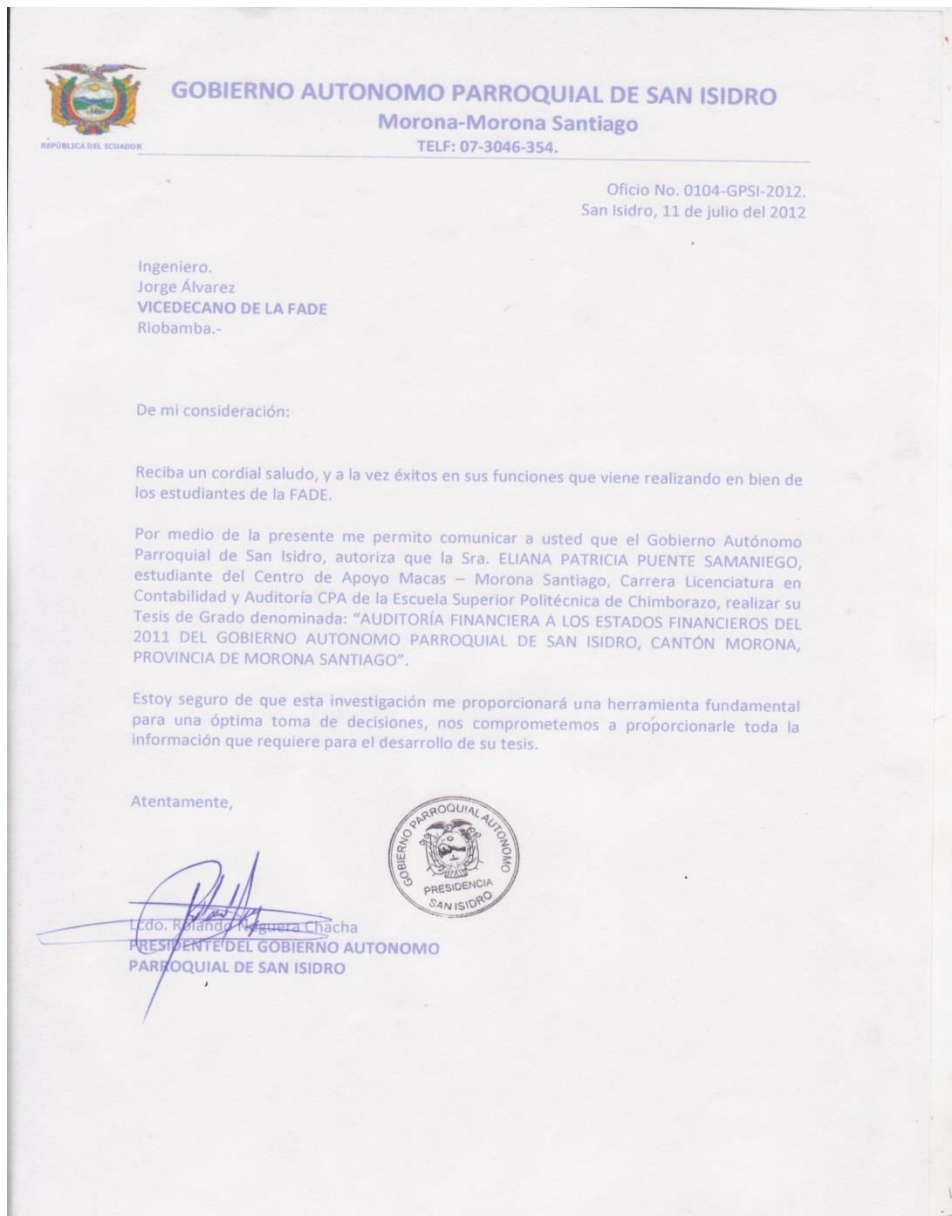 GOBIERNO AUTONOMO PARROQUIAL DE SAN ISIDRO
Morona-Morona Santiago
TELF: 07-3046-354.
REPÚBLICA DEL ECUADOR
Oficio No. 0104-GPSI-2012.
San Isidro, 11 de julio del 2012
Ingeniero.
Jorge Álvarez
VICEDECANO DE LA FADE
Riobamba.-
De mi consideración:
Reciba un cordial saludo, y a la vez éxitos en sus funciones que viene realizando en bien de
los estudiantes de la FADE.
Por medio de la presente me permito comunicar a usted que el Gobierno Autónomo
Parroquial de San Isidro, autoriza que la Sra. ELIANA PATRICIA PUENTE SAMANIEGO,
estudiante del Centro de Apoyo Macas – Morona Santiago, Carrera Licenciatura en
Contabilidad y Auditoría CPA de la Escuela Superior Politécnica de Chimborazo, realizar su
Tesis de Grado denominada: “AUDITORÍA FINANCIERA A LOS ESTADOS FINANCIEROS DEL
2011 DEL GOBIERNO AUTONOMO PARROQUIAL DE SAN ISIDRO, CANTÓN MORONA,
PROVINCIA DE MORONA SANTIAGO”.
Estoy seguro de que esta investigación me proporcionará una herramienta fundamental
para una óptima toma de decisiones, nos comprometemos a proporcionarle toda la
información que requiere para el desarrollo de su tesis.
Atentamente,
GOBIERNO PARROQUIAL AUTONOMO
PRESIDENCIA
SAN ISIDRO
Lcdo. Rolando Noguera Chacha
PRESIDENTE DEL GOBIERNO AUTONOMO
PARROQUIAL DE SAN ISIDRO